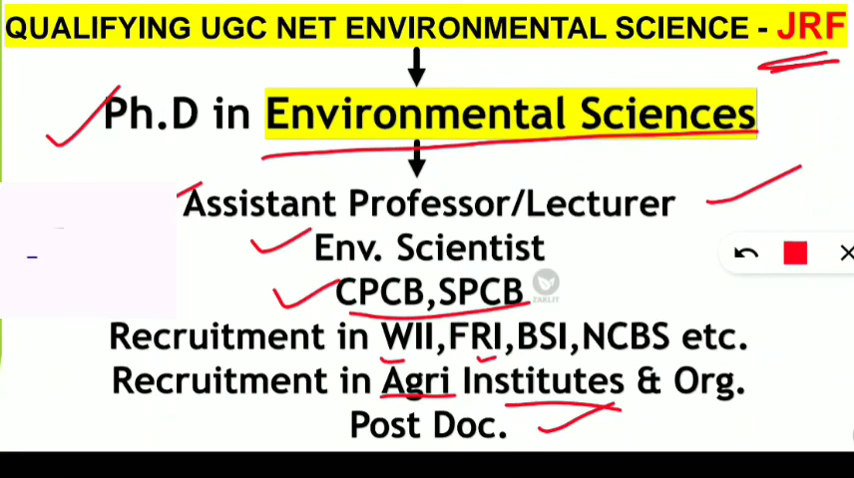 QUALIFYING UGC NET ENVIRONMENTAL SCIENCE - JRF
Ph.D in Environmental Sciences
Assistant Professor/Lecturer
Env. Scientist
CPCB,SPCB
ZAKLIT
Recruitment in WII,FRI,BSI,NCBS etc.
Recruitment in Agri Institutes & Org.
Post Doc.